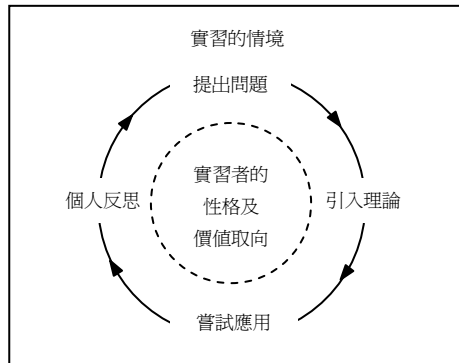 實習的情境
提出問題
實習者的
個人反思
性格及
引入理論
價值取向
嘗試應用